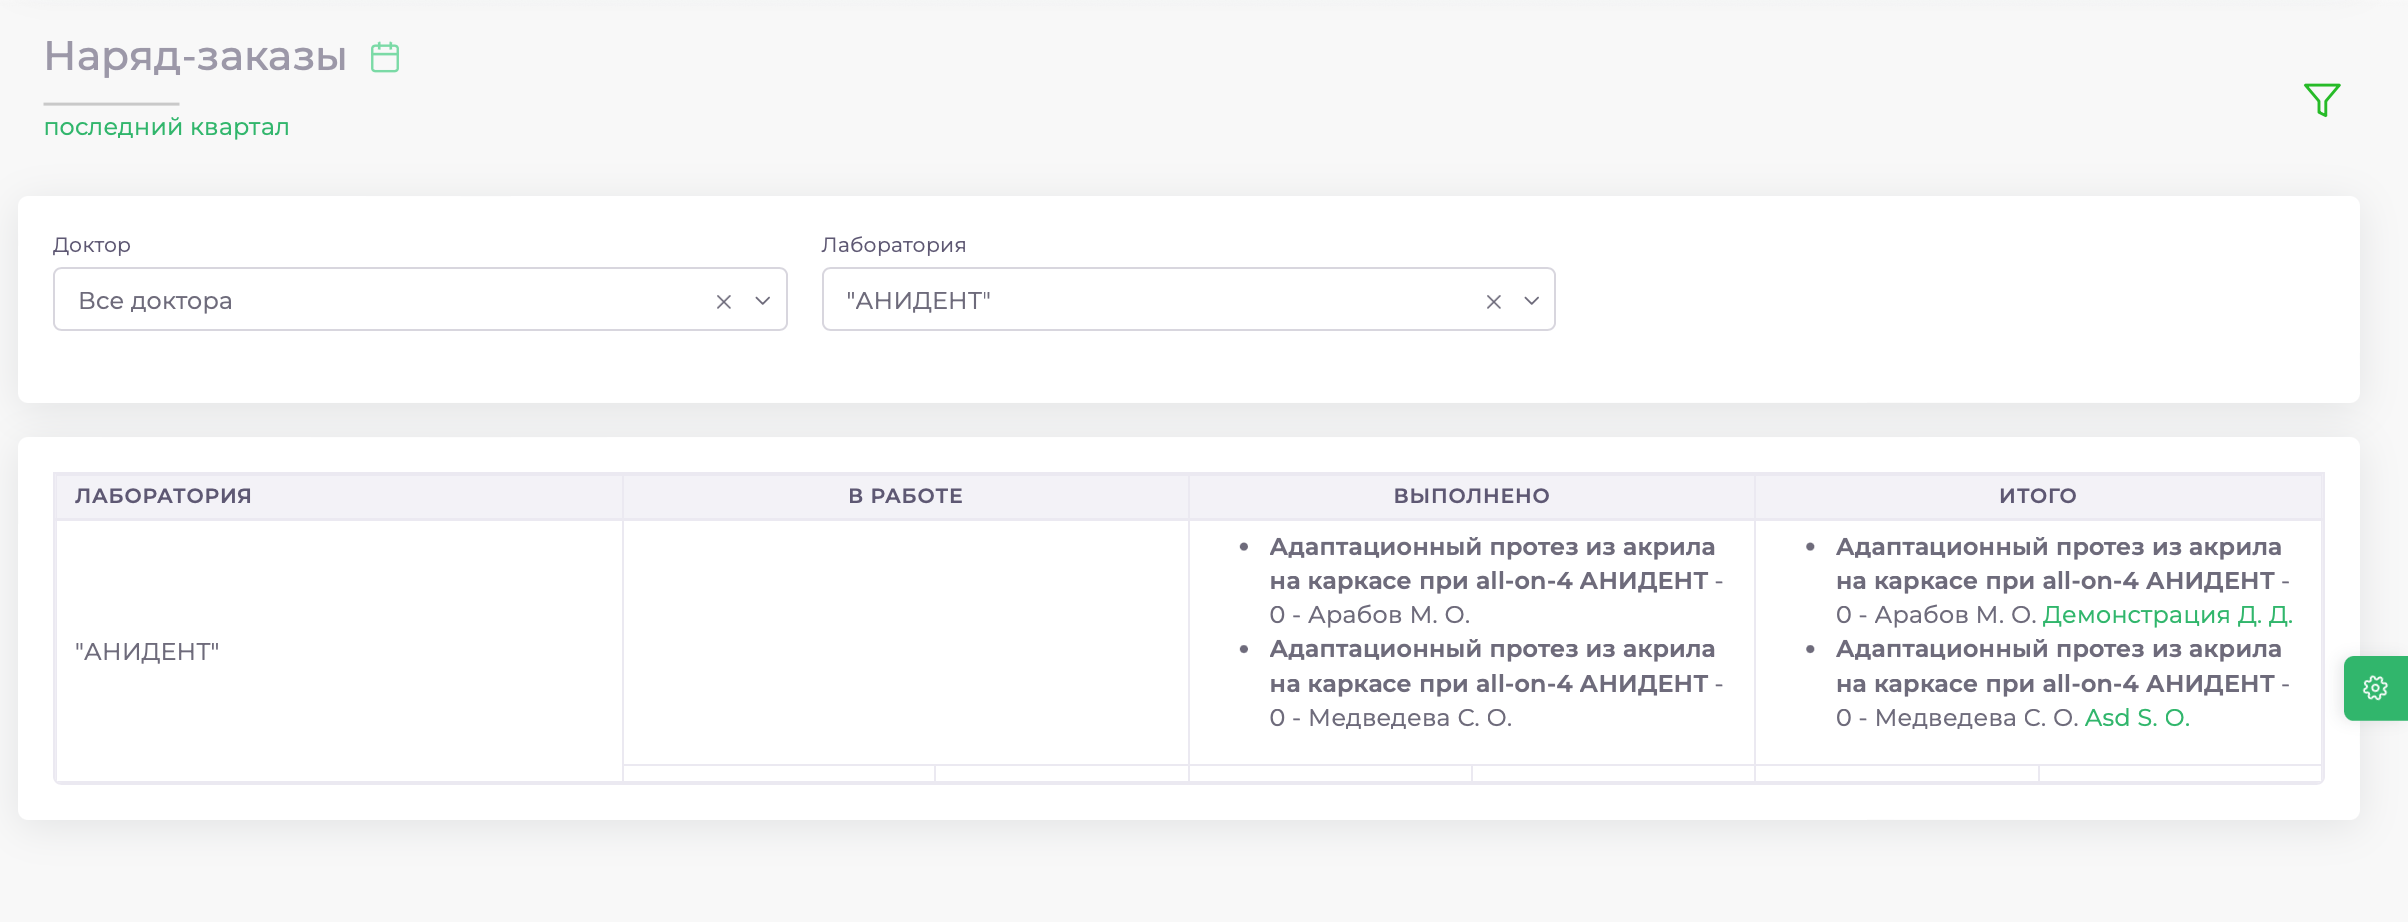 Наряд-заказы
последний квартал
Доктор
Лаборатория
Все доктора
"АНИДЕНТ"
ЛАБОРАТОРИЯ
В РАБОТЕ
ВЫПОЛНЕНО
ИТОГО
"АНИДЕНТ"
Адаптационный протез из акрила
на каркасе при all-on-4 АНИДЕНТ -
0 - Арабов М. О.
Адаптационный протез из акрила
на каркасе при all-on-4 АНИДЕНТ -
0 - Медведева С. О.
Адаптационный протез из акрила
на каркасе при all-on-4 АНИДЕНТ -
0 - Арабов М. О. Демонстрация Д. Д.
Адаптационный протез из акрила
на каркасе при all-on-4 АНИДЕНТ -
0 - Медведева С. О. Asd S. O.